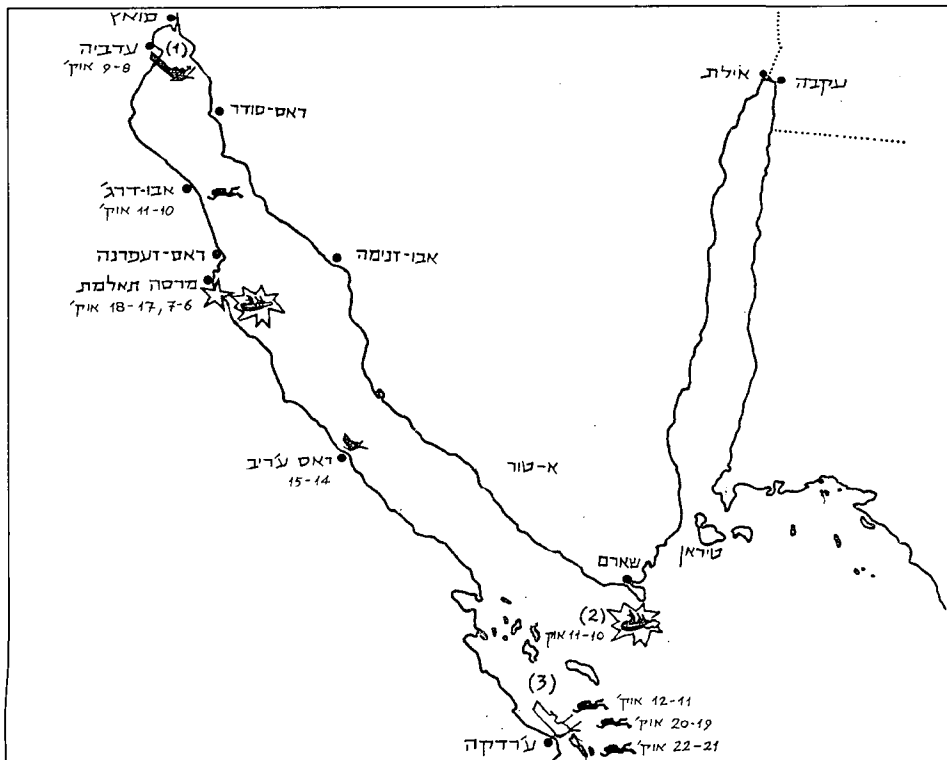 סואץ
עדביה
(1)
8-9 אוק'
ראס-סודר
אילת
עקבה
אבו-דרג'
10-11 אוק'
ראס-זעפרנה
אבו-זנימה
מרסה תאלמת
6-7, 17-18 אוק'
ראס ע'ריב
14-15
א-טור
טיראן
שארם
(2)
10-11 אוק'
(3)
11-12 אוק'
19-20 אוק'
21-22 אוק'
ע'רדקה